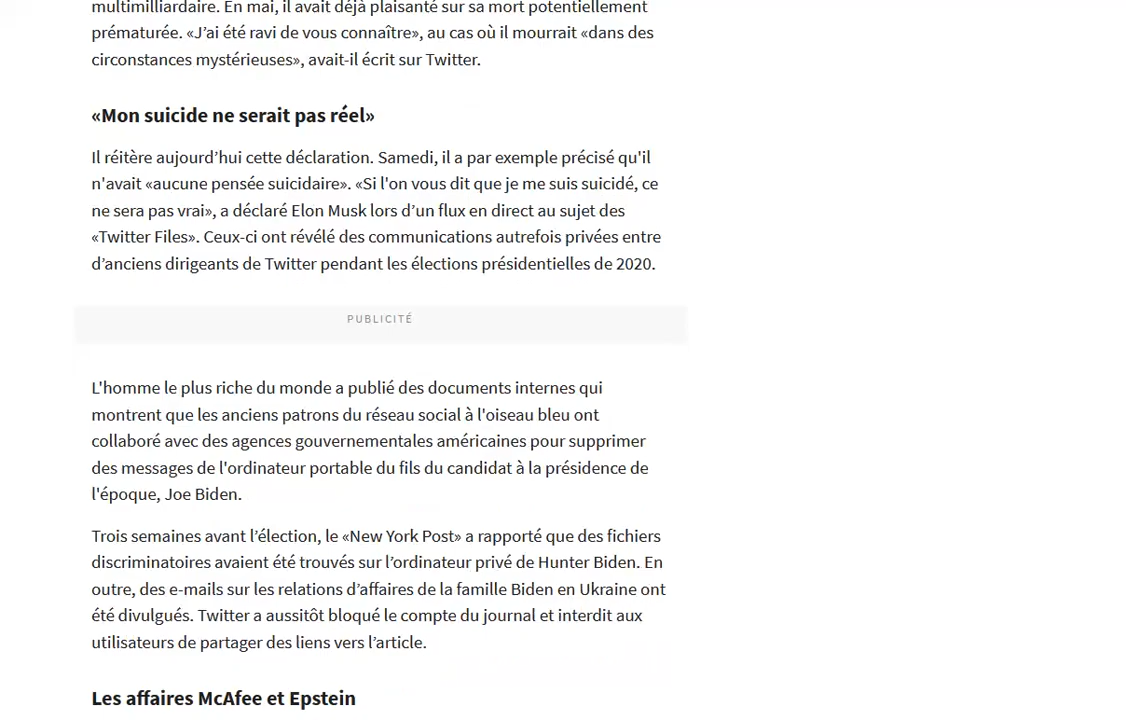 multimilliardaire. En mai, il avait déjà plaisanté sur sa mort potentiellement
prématurée. «J’ai été ravi de vous connaître», au cas où il mourrait «dans des
circonstances mystérieuses», avait-il écrit sur Twitter.
«Mon suicide ne serait pas réel»
Il réitère aujourd’hui cette déclaration. Samedi, il a par exemple précisé qu'il
n'avait «aucune pensée suicidaire». «Si l'on vous dit que je me suis suicidé, ce
ne sera pas vrai», a déclaré Elon Musk lors d’un flux en direct au sujet des
«Twitter Files». Ceux-ci ont révélé des communications autrefois privées entre
d’anciens dirigeants de Twitter pendant les élections présidentielles de 2020.
PUBLICITÉ
L'homme le plus riche du monde a publié des documents internes qui
montrent que les anciens patrons du réseau social à l'oiseau bleu ont
collaboré avec des agences gouvernementales américaines pour supprimer
des messages de l'ordinateur portable du fils du candidat à la présidence de
l'époque, Joe Biden.
Trois semaines avant l’élection, le «New York Post» a rapporté que des fichiers
discriminatoires avaient été trouvés sur l’ordinateur privé de Hunter Biden. En
outre, des e-mails sur les relations d’affaires de la famille Biden en Ukraine ont
été divulgués. Twitter a aussitôt bloqué le compte du journal et interdit aux
utilisateurs de partager des liens vers l’article.
Les affaires McAfee et Epstein